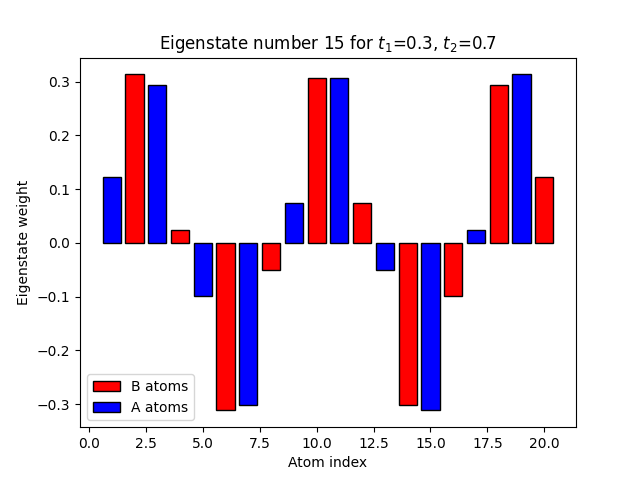 Eigenstate number 15 for $t_1$=0.3, $t_2$=0.7
Eigenstate weight
0.3
0.2
0.1
0.0
−0.1
−0.2
−0.3
B atoms
A atoms
0.0 2.5 5.0 7.5 10.0 12.5 15.0 17.5 20.0
Atom index